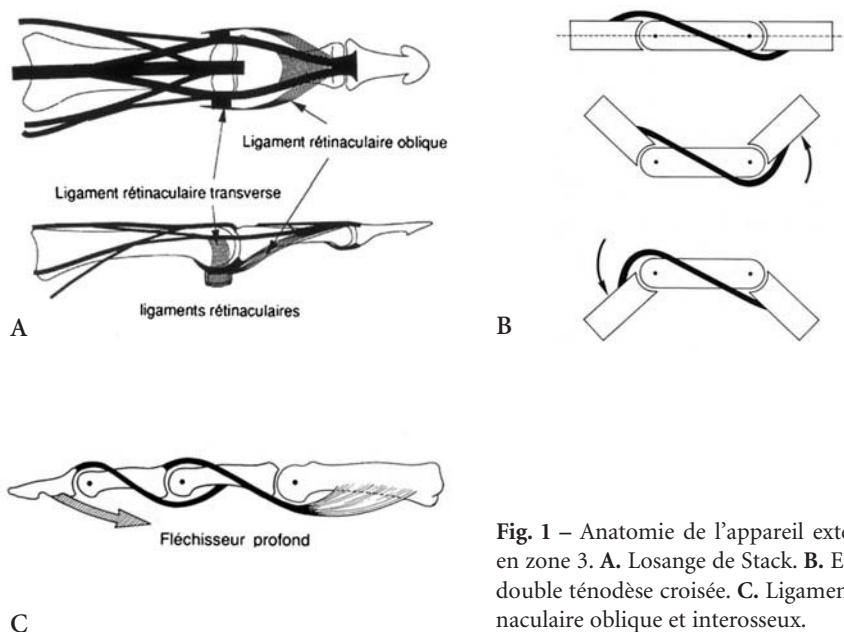 Ligament rétinaculaire oblique
Ligament rétinaculaire transverse
ligaments rétinaculaires
A
B
Fléchisseur profond
C
Fig. 1 – Anatomie de l'appareil exte
en zone 3. A. Losange de Stack. B. E
double ténodèse croisée. C. Ligamen
naculaire oblique et interosseux.